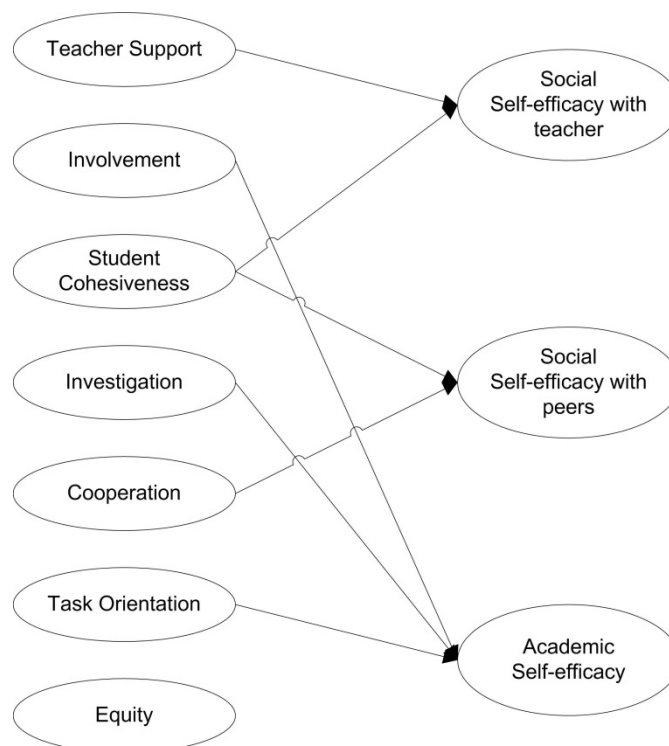 Teacher Support
Involvement
Student
Cohesiveness
Investigation
Cooperation
Task Orientation
Equity
Social
Self-efficacy with
teacher
Social
Self-efficacy with
peers
Academic
Self-efficacy